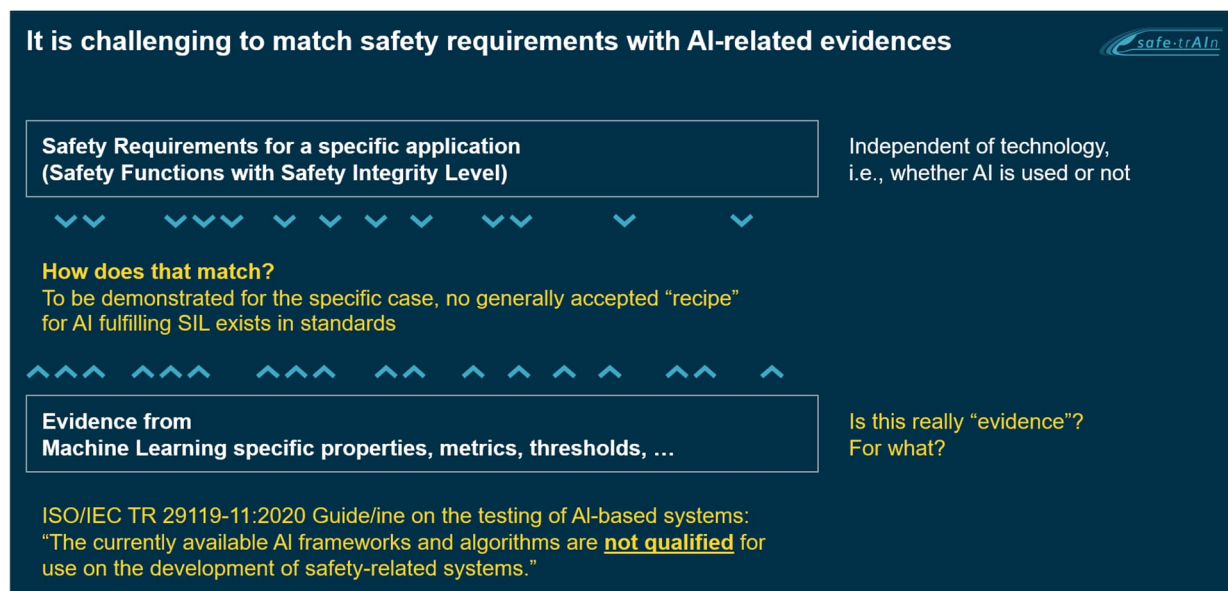 It is challenging to match safety requirements with AI-related evidences
safe.trAIn
Safety Requirements for a specific application
(Safety Functions with Safety Integrity Level)
Independent of technology,
i.e., whether AI is used or not
How does that match?
To be demonstrated for the specific case, no generally accepted “recipe”
for AI fulfilling SIL exists in standards
Evidence from
Machine Learning specific properties, metrics, thresholds, …
Is this really “evidence”?
For what?
ISO/IEC TR 29119-11:2020 Guide/ine on the testing of AI-based systems:
“The currently available AI frameworks and algorithms are not qualified for
use on the development of safety-related systems.”